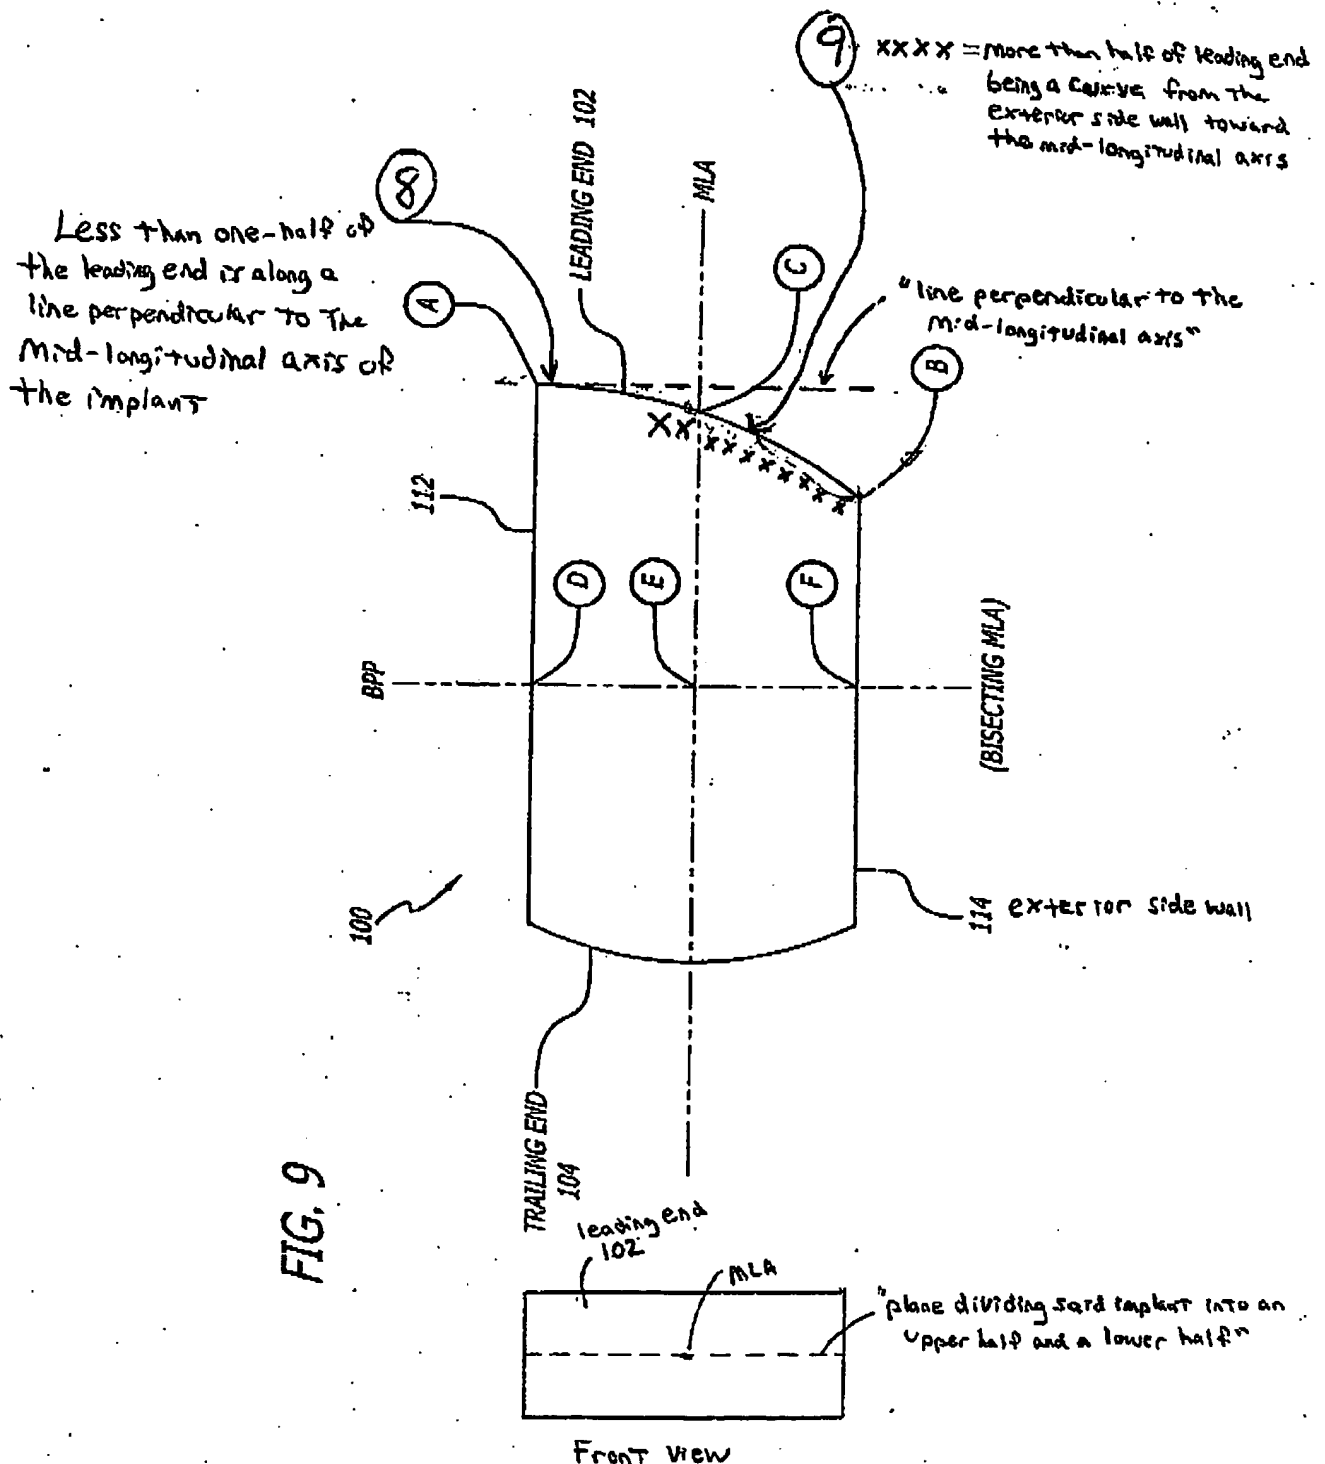 9
xxxx = more than half of leading end
being a curve from the
exterior side wall toward
the mid-longitudinal axis
8
Less than one-half of
the leading end is along a
line perpendicular to the
mid-longitudinal axis of
the implant
LEADING END 102
MLA
A
C
"line perpendicular to the
mid-longitudinal axis"
B
XX xxxxxxxx
112
D
E
F
BPP
(BISECTING MLA)
100
114 exterior side wall
TRAILING END
104
FIG. 9
leading end
102
MLA
"plane dividing said implant into an
upper half and a lower half"
Front view